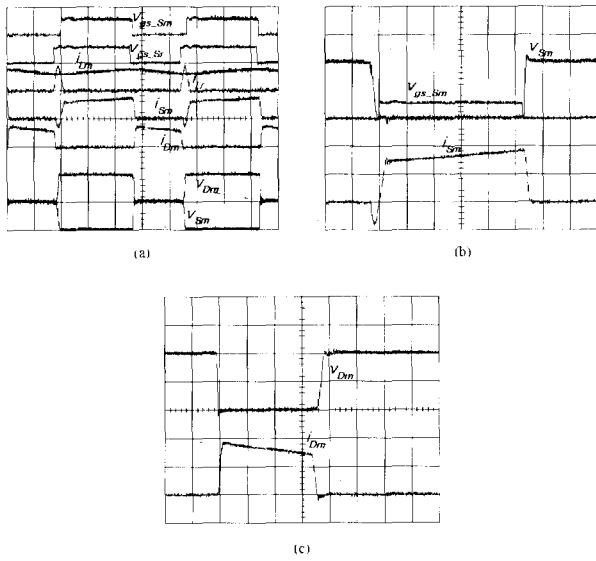 V_gs_Sm
V_gs_Sr
i_Dm
i_Sm
i_Dm
V_Dm
V_Sm
(a)
V_Sm
V_gs_Sm
i_Sm
(b)
V_Dm
i_Dm
(c)